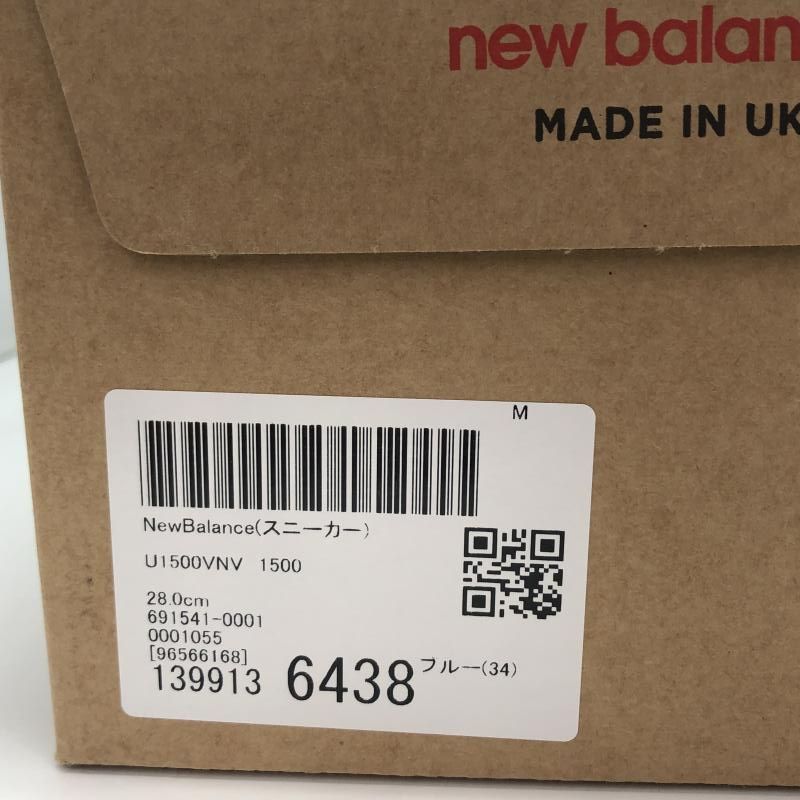 new balan
MADE IN UK
M
NewBalance(スニーカー)
U1500VNV 1500
28.0cm
691541-0001
0001055
[96566168]
139913 6438 ブルー(34)